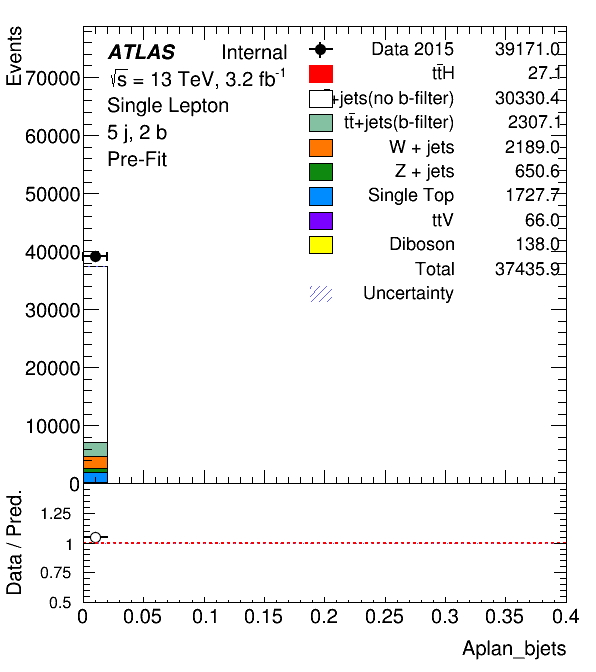 Events
ATLAS Internal
√s = 13 TeV, 3.2 fb⁻¹
Single Lepton
5 j, 2 b
Pre-Fit
Data 2015 39171.0
tt̄H 27.1
+jets(no b-filter) 30330.4
tt̄+jets(b-filter) 2307.1
W + jets 2189.0
Z + jets 650.6
Single Top 1727.7
ttV 66.0
Diboson 138.0
Total 37435.9
Uncertainty
70000
60000
50000
40000
30000
20000
10000
0
Data / Pred.
1.25
1
0.75
0.5
0 0.05 0.1 0.15 0.2 0.25 0.3 0.35 0.4
Aplan_bjets